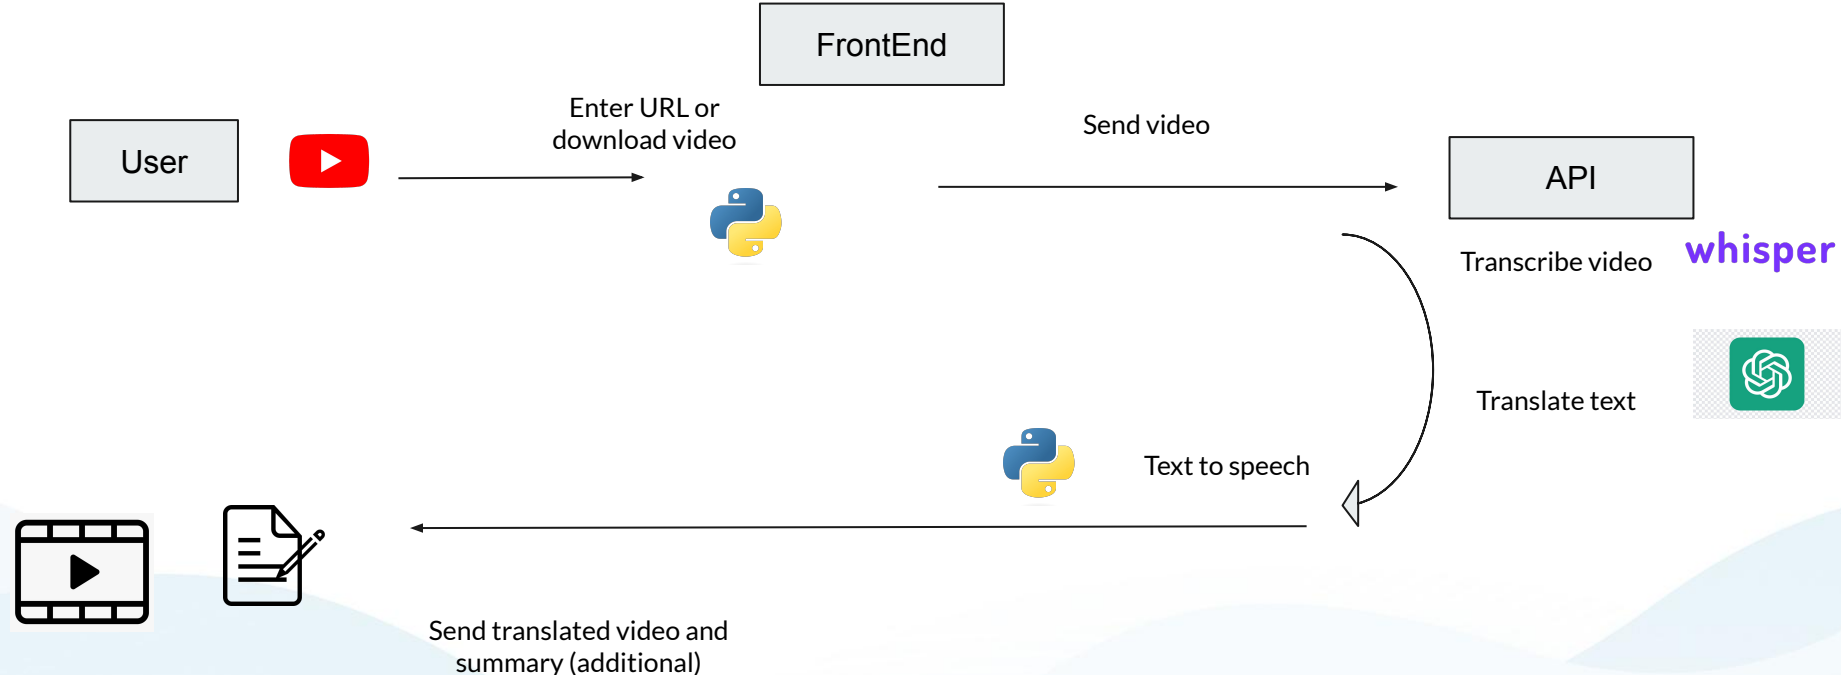 FrontEnd
Enter URL or
download video
Send video
User
API
Transcribe video
whisper
Translate text
Text to speech
Send translated video and
summary (additional)